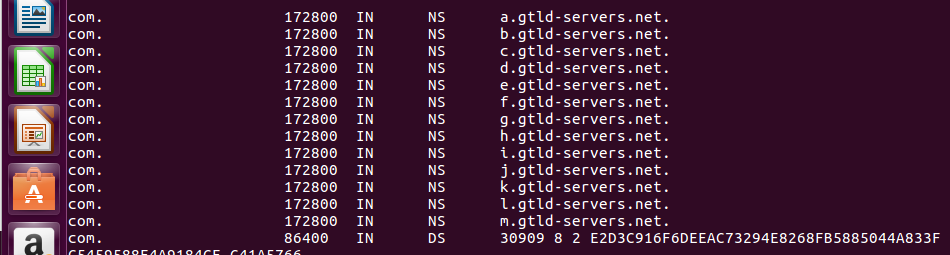 com. 172800 IN NS a.gtld-servers.net.
com. 172800 IN NS b.gtld-servers.net.
com. 172800 IN NS c.gtld-servers.net.
com. 172800 IN NS d.gtld-servers.net.
com. 172800 IN NS e.gtld-servers.net.
com. 172800 IN NS f.gtld-servers.net.
com. 172800 IN NS g.gtld-servers.net.
com. 172800 IN NS h.gtld-servers.net.
com. 172800 IN NS i.gtld-servers.net.
com. 172800 IN NS j.gtld-servers.net.
com. 172800 IN NS k.gtld-servers.net.
com. 172800 IN NS l.gtld-servers.net.
com. 172800 IN NS m.gtld-servers.net.
com. 86400 IN DS 30909 8 2 E2D3C916F6DEEAC73294E8268FB5885044A833F